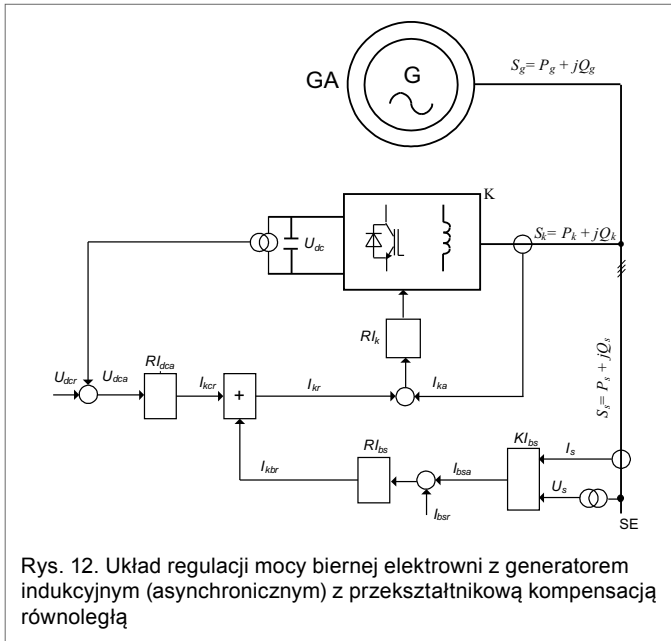 G
GA
S_g = P_g + jQ_g
K
U_dc
S_k = P_k + jQ_k
RI_k
S_s = P_s + jQ_s
RI_dca
U_dcr
U_dca
I_kcr
+
I_kr
I_ka
RI_bs
KI_bs
I_s
I_kbr
I_bsa
U_s
I_bsr
SE
Rys. 12. Układ regulacji mocy biernej elektrowni z generatorem
indukcyjnym (asynchronicznym) z przekształtnikową kompensacją
równoległą